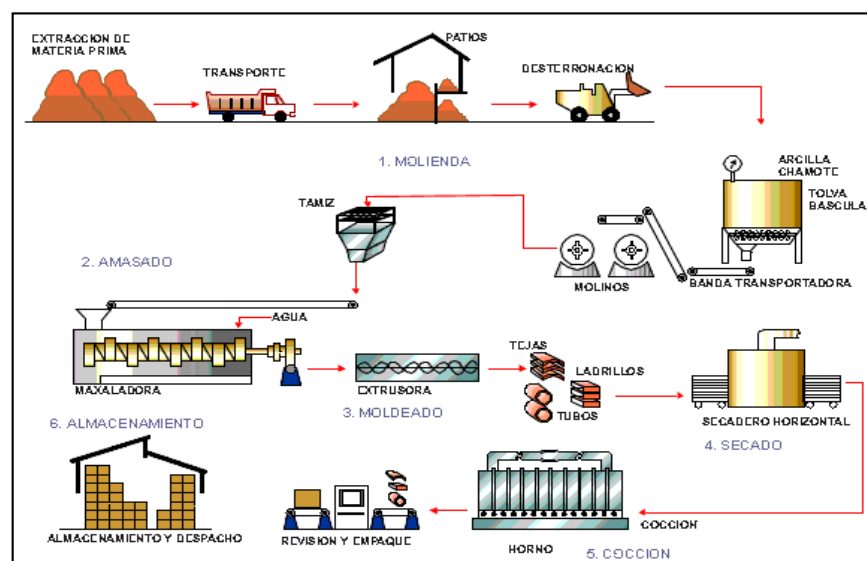 EXTRACCION DE
MATERIA PRIMA
TRANSPORTE
PATIOS
DESTERRONACION
1. MOLIENDA
ARCILLA
CHAMOTE
TOLVA
BASCULA
TAMIZ
MOLINOS
BANDA TRANSPORTADORA
2. AMASADO
AGUA
MAXALADORA
EXTRUSORA
3. MOLDEADO
TEJAS
LADRILLOS
TUBOS
SECADERO HORIZONTAL
4. SECADO
6. ALMACENAMIENTO
ALMACENAMIENTO Y DESPACHO
REVISION Y EMPAQUE
HORNO
COCCION
5. COCCION